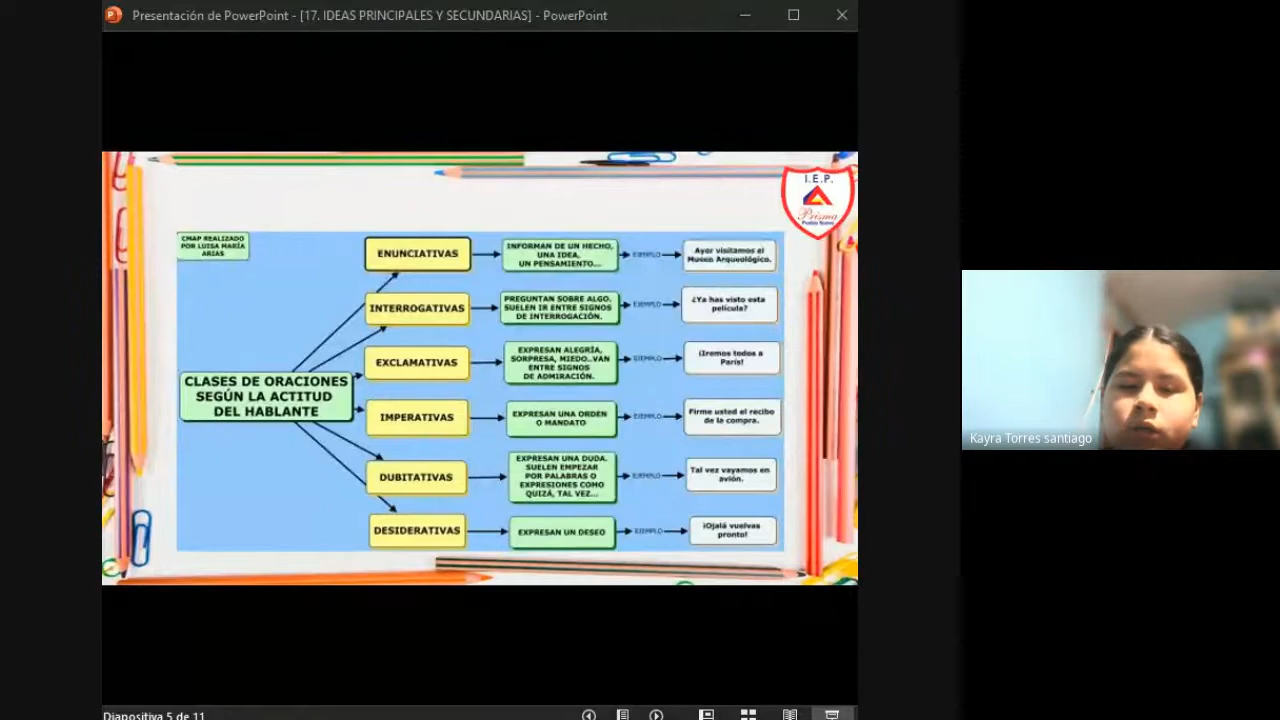 Presentación de PowerPoint - [17. IDEAS PRINCIPALES Y SECUNDARIAS] - PowerPoint
I.E.P.
Prisma
Pueblo Nuevo
CMAP REALIZADO
POR LUISA MARÍA
ARIAS
CLASES DE ORACIONES
SEGÚN LA ACTITUD
DEL HABLANTE
ENUNCIATIVAS
INFORMAN DE UN HECHO,
UNA IDEA,
UN PENSAMIENTO...
EJEMPLO
Ayer visitamos el
Museo Arqueológico.
INTERROGATIVAS
PREGUNTAN SOBRE ALGO.
SUELEN IR ENTRE SIGNOS
DE INTERROGACIÓN.
EJEMPLO
¿Ya has visto esta
película?
EXCLAMATIVAS
EXPRESAN ALEGRÍA,
SORPRESA, MIEDO..VAN
ENTRE SIGNOS
DE ADMIRACIÓN.
EJEMPLO
¡Iremos todos a
París!
IMPERATIVAS
EXPRESAN UNA ORDEN
O MANDATO
EJEMPLO
Firme usted el recibo
de la compra.
DUBITATIVAS
EXPRESAN UNA DUDA.
SUELEN EMPEZAR
POR PALABRAS O
EXPRESIONES COMO
QUIZÁ, TAL VEZ...
EJEMPLO
Tal vez vayamos en
avión.
DESIDERATIVAS
EXPRESAN UN DESEO
EJEMPLO
¡Ojalá vuelvas
pronto!
Kayra Torres santiago
Diapositiva 5 de 11